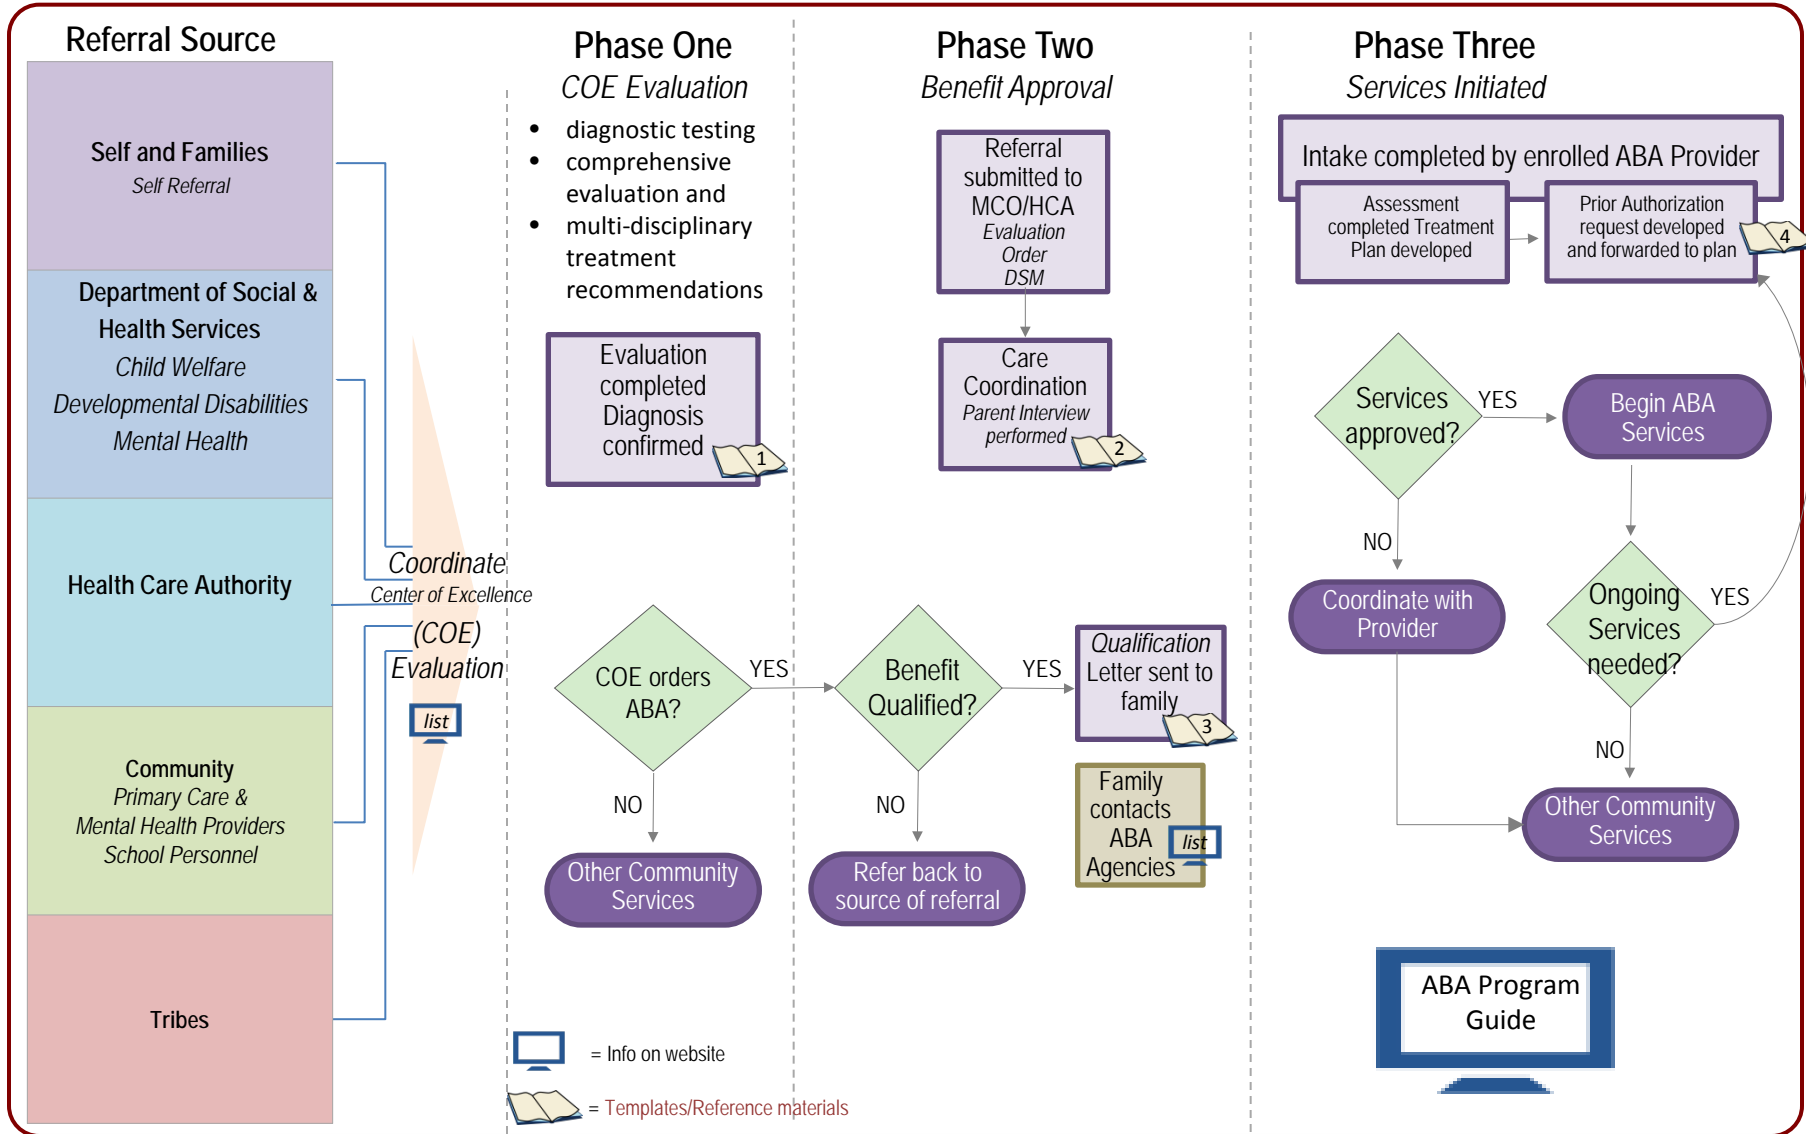 Referral Source
Self and Families
Self Referral
Department of Social &
Health Services
Child Welfare
Developmental Disabilities
Mental Health
Health Care Authority
Community
Primary Care &
Mental Health Providers
School Personnel
Tribes
Coordinate
Center of Excellence
(COE)
Evaluation
list
Phase One
COE Evaluation
• diagnostic testing
• comprehensive
evaluation and
• multi-disciplinary
treatment
recommendations
Evaluation
completed
Diagnosis
confirmed
1
COE orders
ABA?
YES
NO
Other Community
Services
= Info on website
= Templates/Reference materials
Phase Two
Benefit Approval
Referral
submitted to
MCO/HCA
Evaluation
Order
DSM
Care
Coordination
Parent Interview
performed
2
Benefit
Qualified?
YES
NO
Refer back to
source of referral
Qualification
Letter sent to
family
3
Family
contacts
ABA
Agencies
list
Phase Three
Services Initiated
Intake completed by enrolled ABA Provider
Assessment
completed Treatment
Plan developed
Prior Authorization
request developed
and forwarded to plan
4
Services
approved?
YES
NO
Begin ABA
Services
Coordinate with
Provider
Ongoing
Services
needed?
YES
NO
Other Community
Services
ABA Program
Guide